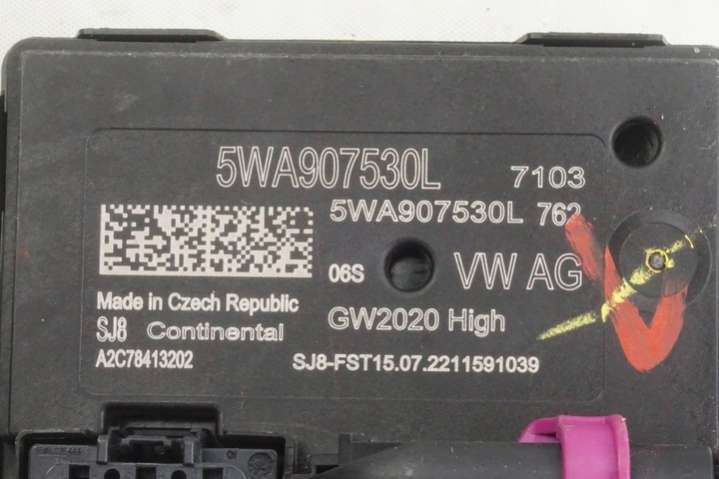 5WA907530L 7103
5WA907530L 762
06S VW AG
Made in Czech Republic
SJ8 Continental GW2020 High
A2C78413202 SJ8-FST15.07.2211591039